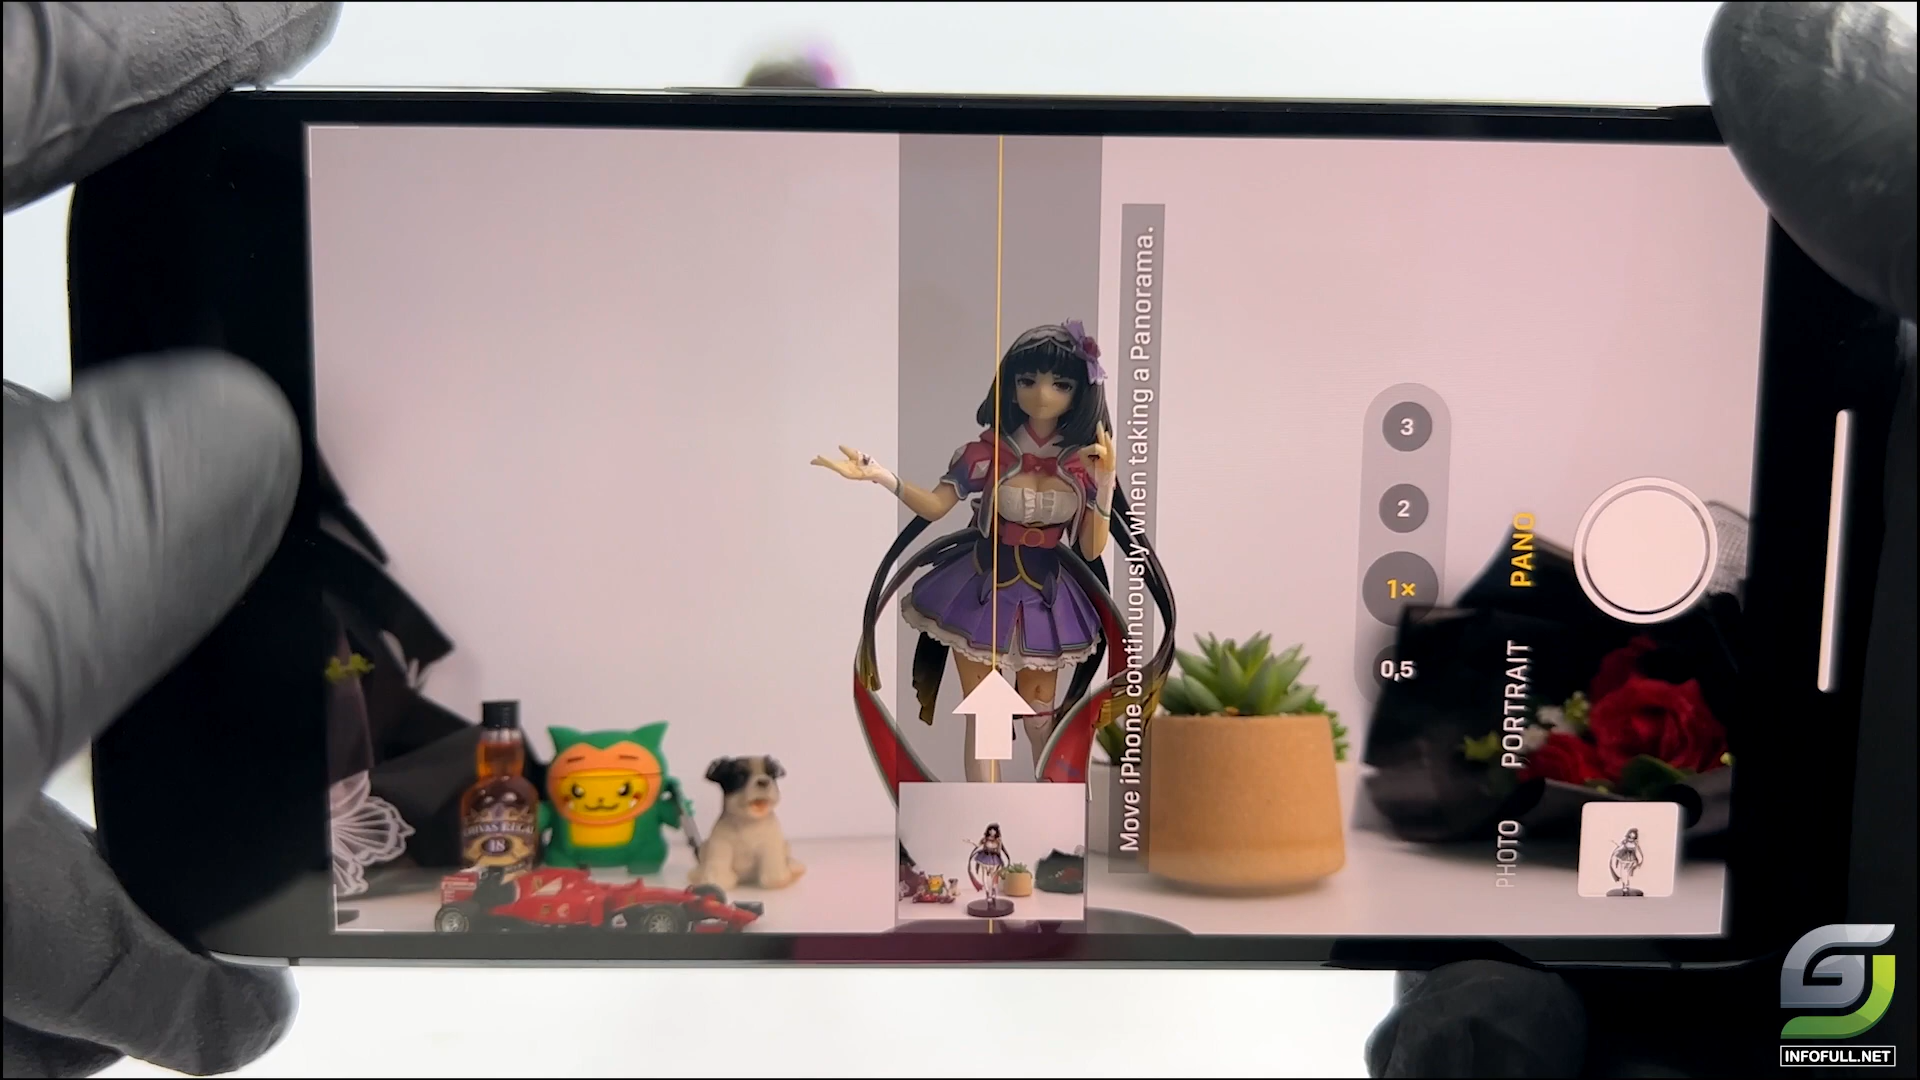 Move iPhone continuously when taking a Panorama.
3
2
1×
0,5
PANO
PORTRAIT
PHOTO
CHIVAS REGAL
18
INFOFULL.NET